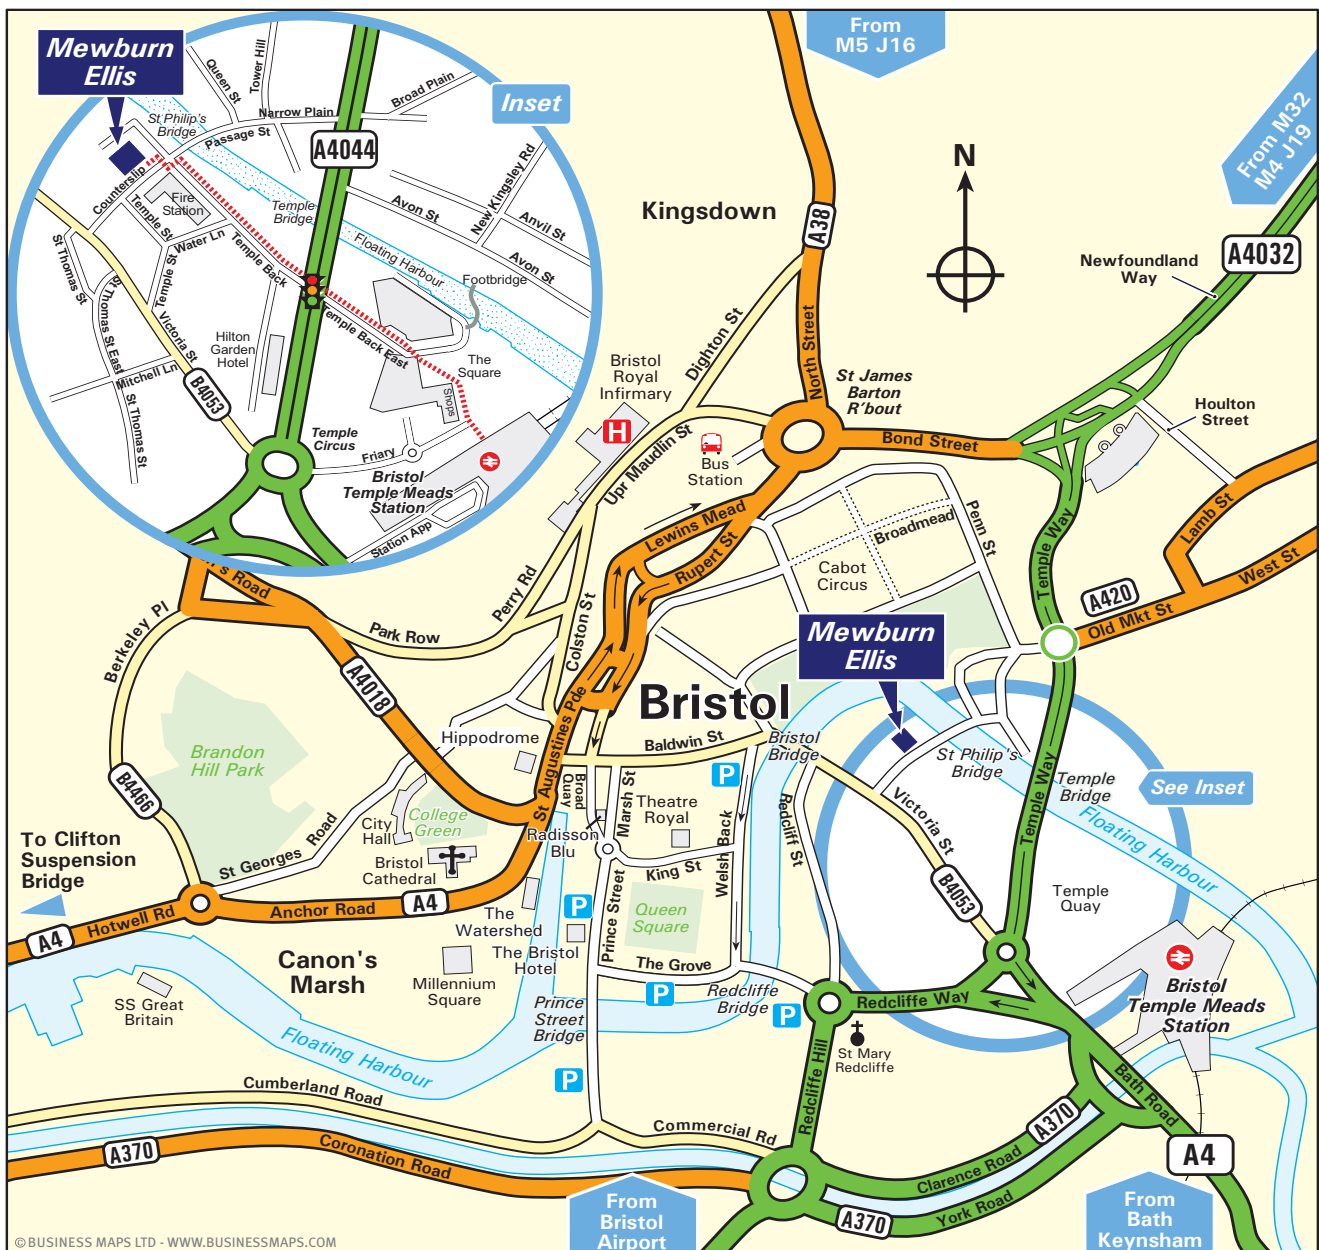 Mewburn
Ellis
Inset
Queen St
Tower Hill
Broad Plain
Narrow Plain
St Philip's
Bridge
Passage St
A4044
Counterslip
Fire
Station
Temple St
Temple
Bridge
Avon St
New Kingsley Rd
Anvil St
Avon St
Water Ln
Temple Back
Floating Harbour
Footbridge
St Thomas St
Temple St
St Thomas St East
Victoria St
Temple Back East
Hilton
Garden
Hotel
The
Square
Mitchell Ln
B4053
Shops
St Thomas St
Temple
Circus
Friary
Bristol
Temple Meads
Station
Station App
From
M5 J16
From M32
M4 J19
N
Kingsdown
A38
A4032
Newfoundland
Way
Dighton St
North Street
Bristol
Royal
Infirmary
H
St James
Barton
R'bout
Houlton
Street
Upr Maudlin St
Bus
Station
Bond Street
Lewins Mead
Rupert St
Broadmead
Penn St
Temple Way
Lamb St
West St
Cabot
Circus
A420
Old Mkt St
's Road
Perry Rd
Park Row
Colston St
Berkeley Pl
A4018
Mewburn
Ellis
Bristol
Brandon
Hill Park
Hippodrome
St Augustines Pde
Baldwin St
Bristol
Bridge
St Philip's
Bridge
Temple
Bridge
See Inset
Temple Way
Floating Harbour
B4466
P
Broad
Quay
Marsh St
Theatre
Royal
Radisson
Blu
Redcliff St
Victoria St
College
Green
City
Hall
Bristol
Cathedral
St Georges Road
To Clifton
Suspension
Bridge
King St
Welsh Back
B4053
Temple
Quay
Hotwell Rd
A4
Anchor Road
A4
The
Watershed
P
Prince Street
Queen
Square
The Bristol
Hotel
The Grove
Canon's
Marsh
Millennium
Square
SS Great
Britain
Prince
Street
Bridge
P
Redcliffe
Bridge
P
Redcliffe Way
Bristol
Temple Meads
Station
St Mary
Redcliffe
Floating Harbour
P
Redcliffe Hill
Bath Road
Cumberland Road
Commercial Rd
A370
Coronation Road
A370
Clarence Road
A4
York Road
A370
From
Bristol
Airport
From
Bath
Keynsham
© BUSINESS MAPS LTD - WWW.BUSINESSMAPS.COM